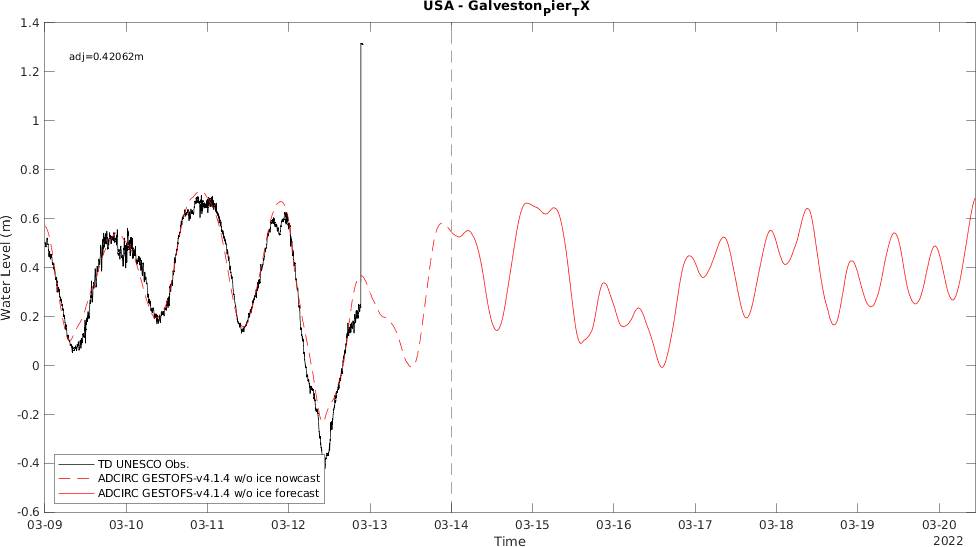 USA - GalvestonPierTX
1.4
adj=0.42062m
1.2
1
0.8
0.6
0.4
0.2
0
-0.2
-0.4
-0.6
Water Level (m)
TD UNESCO Obs.
ADCIRC GESTOFS-v4.1.4 w/o ice nowcast
ADCIRC GESTOFS-v4.1.4 w/o ice forecast
03-09 03-10 03-11 03-12 03-13 03-14 03-15 03-16 03-17 03-18 03-19 03-20
Time
2022